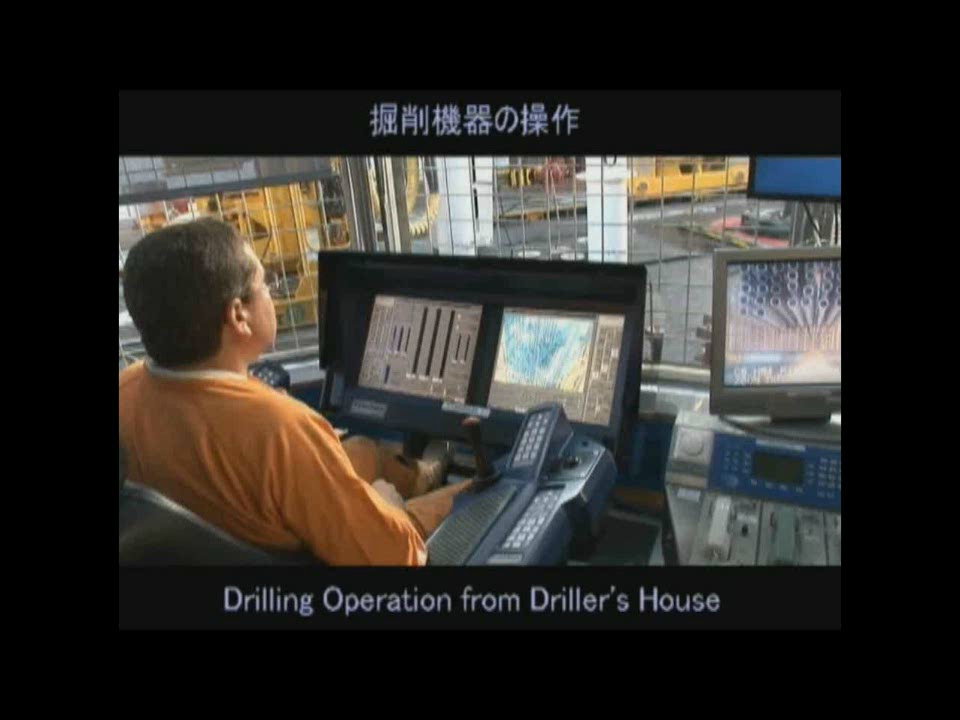 掘削機器の操作
Drilling Operation from Driller's House